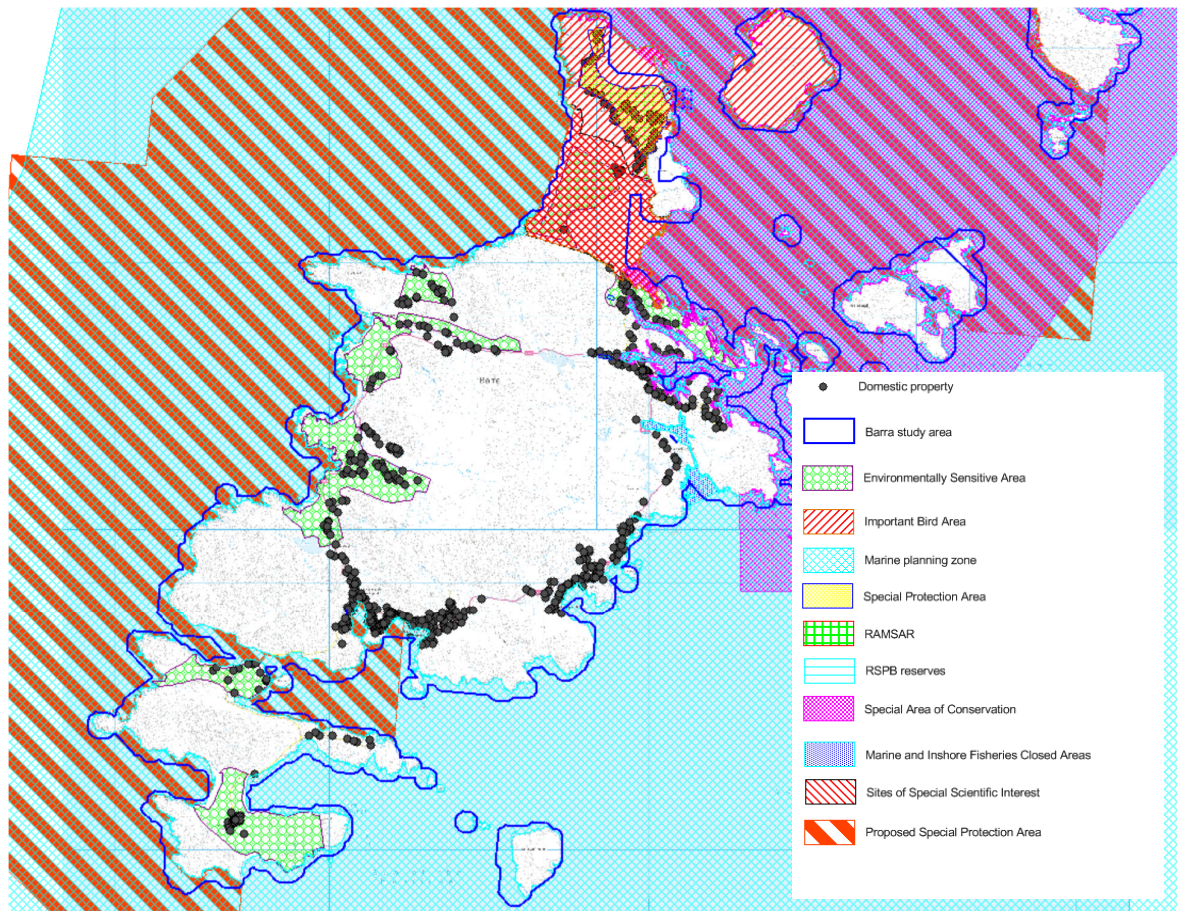 Domestic property
Barra study area
Environmentally Sensitive Area
Important Bird Area
Marine planning zone
Special Protection Area
RAMSAR
RSPB reserves
Special Area of Conservation
Marine and Inshore Fisheries Closed Areas
Sites of Special Scientific Interest
Proposed Special Protection Area